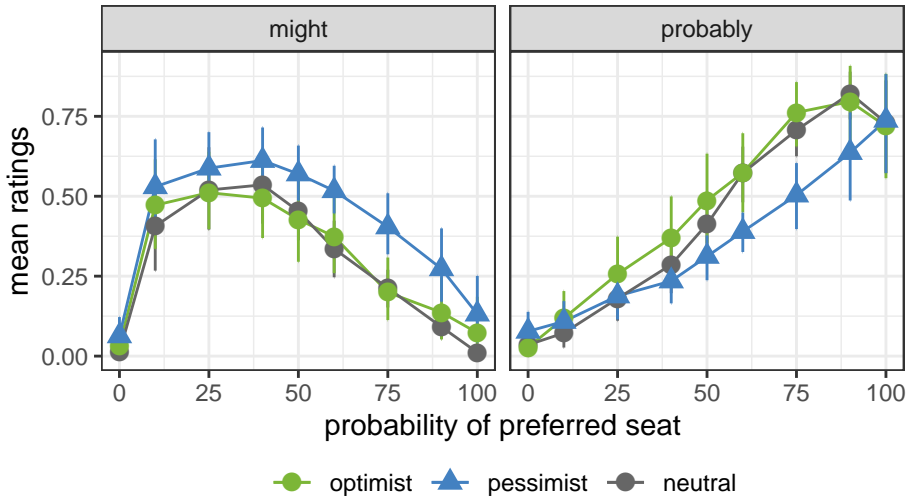 might probably
mean ratings
0.75
0.50
0.25
0.00
0 25 50 75 100 0 25 50 75 100
probability of preferred seat
optimist pessimist neutral